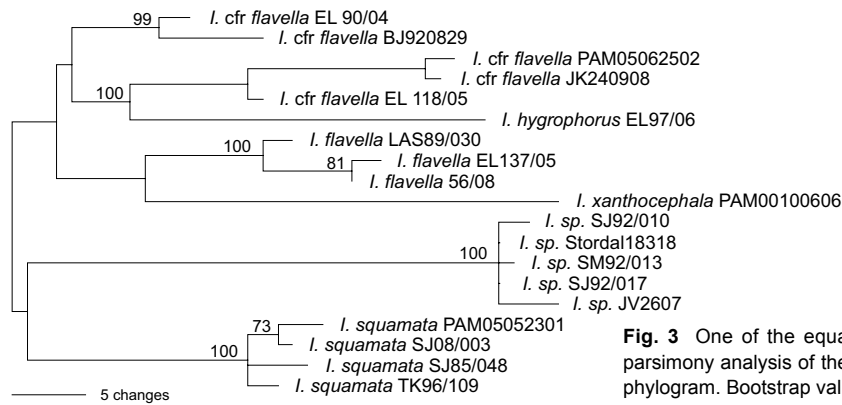 99
I. cfr flavella EL 90/04
I. cfr flavella BJ920829
I. cfr flavella PAM05062502
I. cfr flavella JK240908
100
I. cfr flavella EL 118/05
I. hygrophorus EL97/06
I. flavella LAS89/030
100
I. flavella EL137/05
81
I. flavella 56/08
I. xanthocephala PAM00100606
I. sp. SJ92/010
I. sp. Stordal18318
100
I. sp. SM92/013
I. sp. SJ92/017
I. sp. JV2607
73
I. squamata PAM05052301
I. squamata SJ08/003
100
I. squamata SJ85/048
I. squamata TK96/109
5 changes
Fig. 3 One of the equa
parsimony analysis of the
phylogram. Bootstrap val